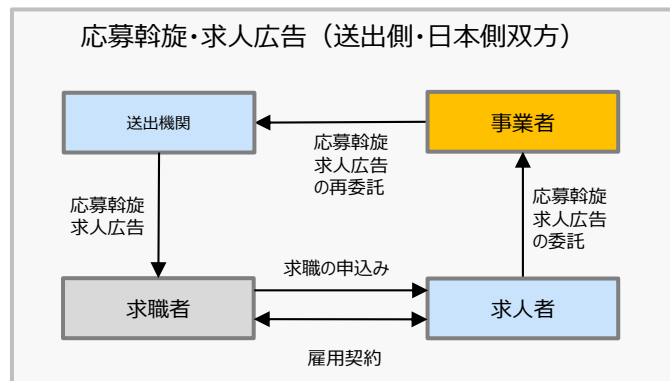 応募斡旋・求人広告（送出側・日本側双方）
送出機関
事業者
応募斡旋
求人広告
の再委託
応募斡旋
求人広告
応募斡旋
求人広告
の委託
求職の申込み
求職者
求人者
雇用契約